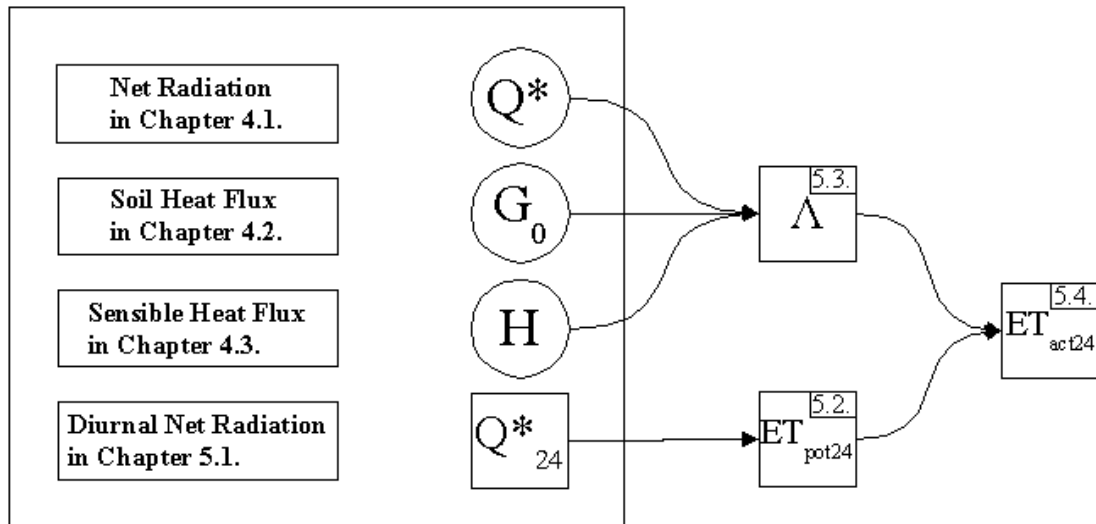 Net Radiation
in Chapter 4.1.
Q*
Soil Heat Flux
in Chapter 4.2.
G0
5.3.
Λ
Sensible Heat Flux
in Chapter 4.3.
H
5.4.
ETact24
Diurnal Net Radiation
in Chapter 5.1.
Q*24
5.2.
ETpot24